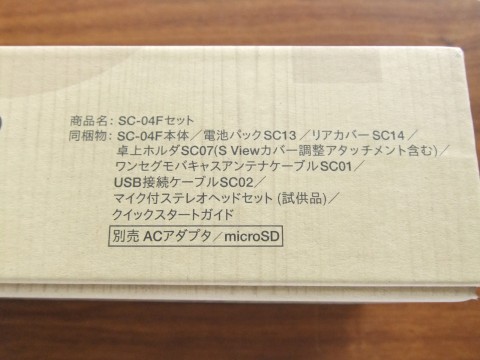 商品名：SC-04Fセット
同梱物：SC-04F本体／電池パックSC13／リアカバーSC14／
卓上ホルダSC07(S Viewカバー調整アタッチメント含む)／
ワンセグモバキャスアンテナケーブルSC01／
USB接続ケーブルSC02／
マイク付ステレオヘッドセット(試供品)／
クイックスタートガイド
別売 ACアダプタ／microSD